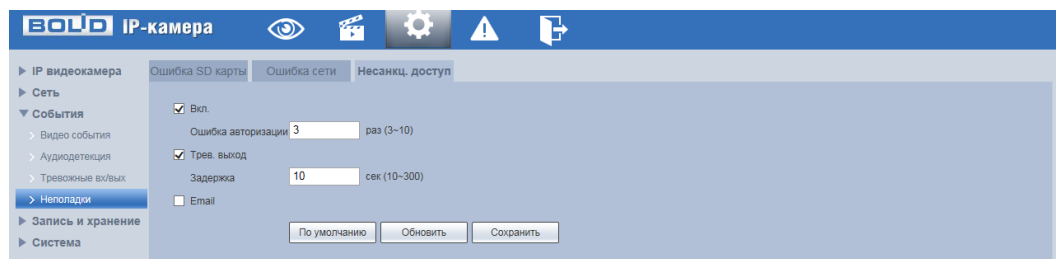 BOLID IP-камера
IP видеокамера
Сеть
События
Видео события
Аудиодетекция
Тревожные вх/вых
Неполадки
Запись и хранение
Система
Ошибка SD карты Ошибка сети Несанкц. доступ
Вкл.
Ошибка авторизации 3 раз (3~10)
Трев. выход
Задержка 10 сек (10~300)
Email
По умолчанию Обновить Сохранить